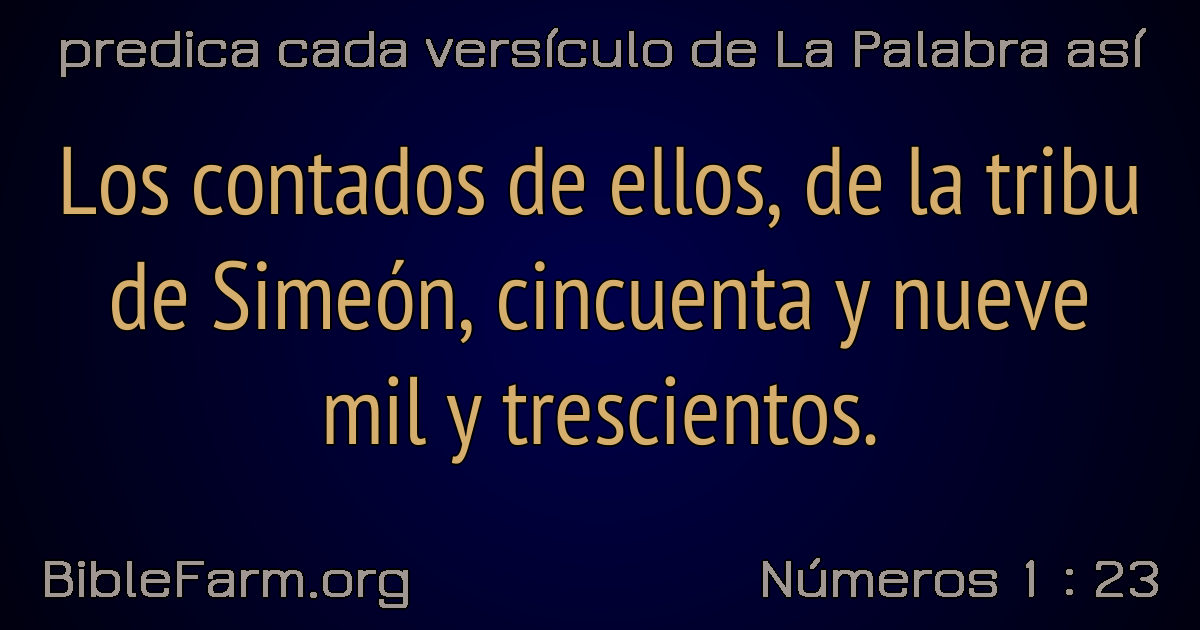 predica cada versículo de La Palabra así
Los contados de ellos, de la tribu
de Simeón, cincuenta y nueve
mil y trescientos.
BibleFarm.org
Números 1 : 23